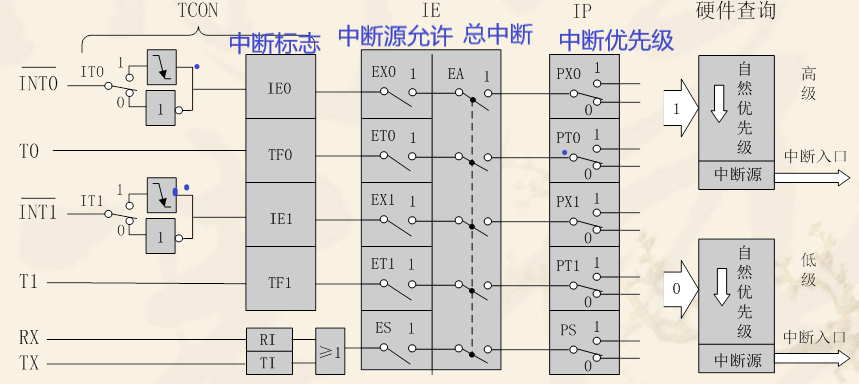 TCON IE IP 硬件查询
中断标志 中断源允许 总中断 中断优先级
INT0 IT0 1 0 1 IE0 EX0 1 EA 1 PX0 1 0
T0 TF0 ET0 1 PT0 1 0
INT1 IT1 1 0 1 IE1 EX1 1 PX1 1 0
T1 TF1 ET1 1 PT1 1 0
RX RI ≥1 ES 1 PS 1 0
TX TI
1 自然优先级 高级
中断源 中断入口
0 自然优先级 低级
中断源 中断入口